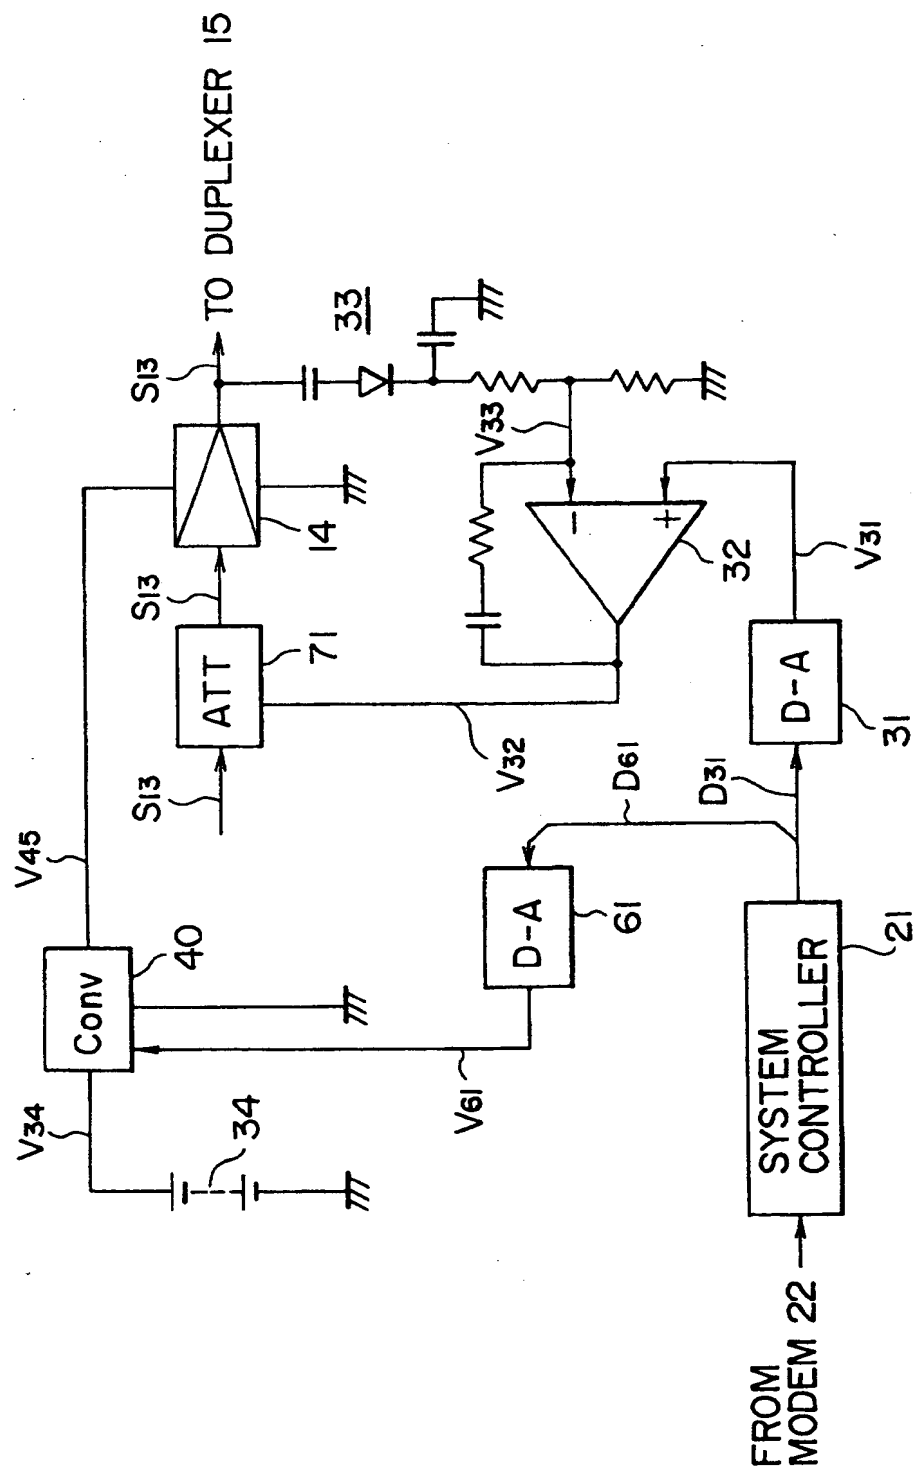 V34
34
Conv
40
V45
S13
ATT
71
S13
14
S13
TO DUPLEXER 15
33
V33
V61
D-A
61
D61
V32
-
+
32
FROM
MODEM 22
SYSTEM
CONTROLLER
21
D31
D-A
31
V31